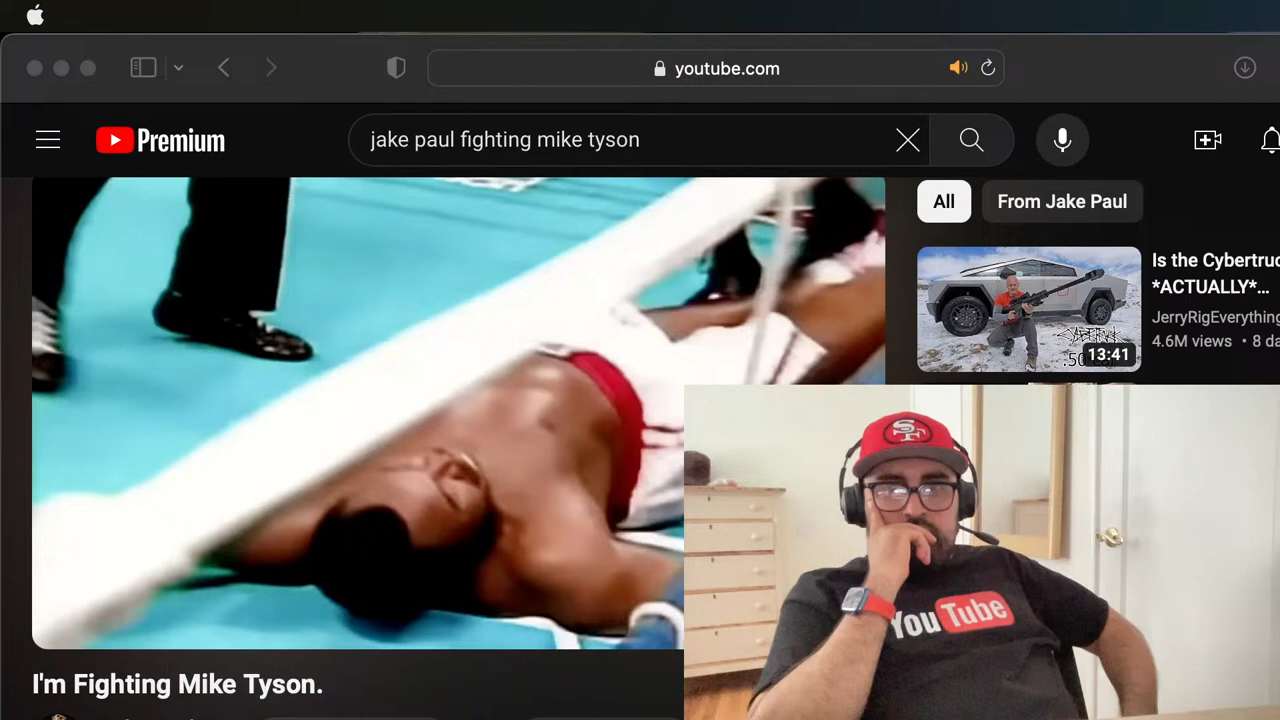 youtube.com
Premium
jake paul fighting mike tyson
All
From Jake Paul
Is the Cybertruc
*ACTUALLY*...
JerryRigEverything
4.6M views • 8 da
.50
13:41
SF
YouTube
I'm Fighting Mike Tyson.